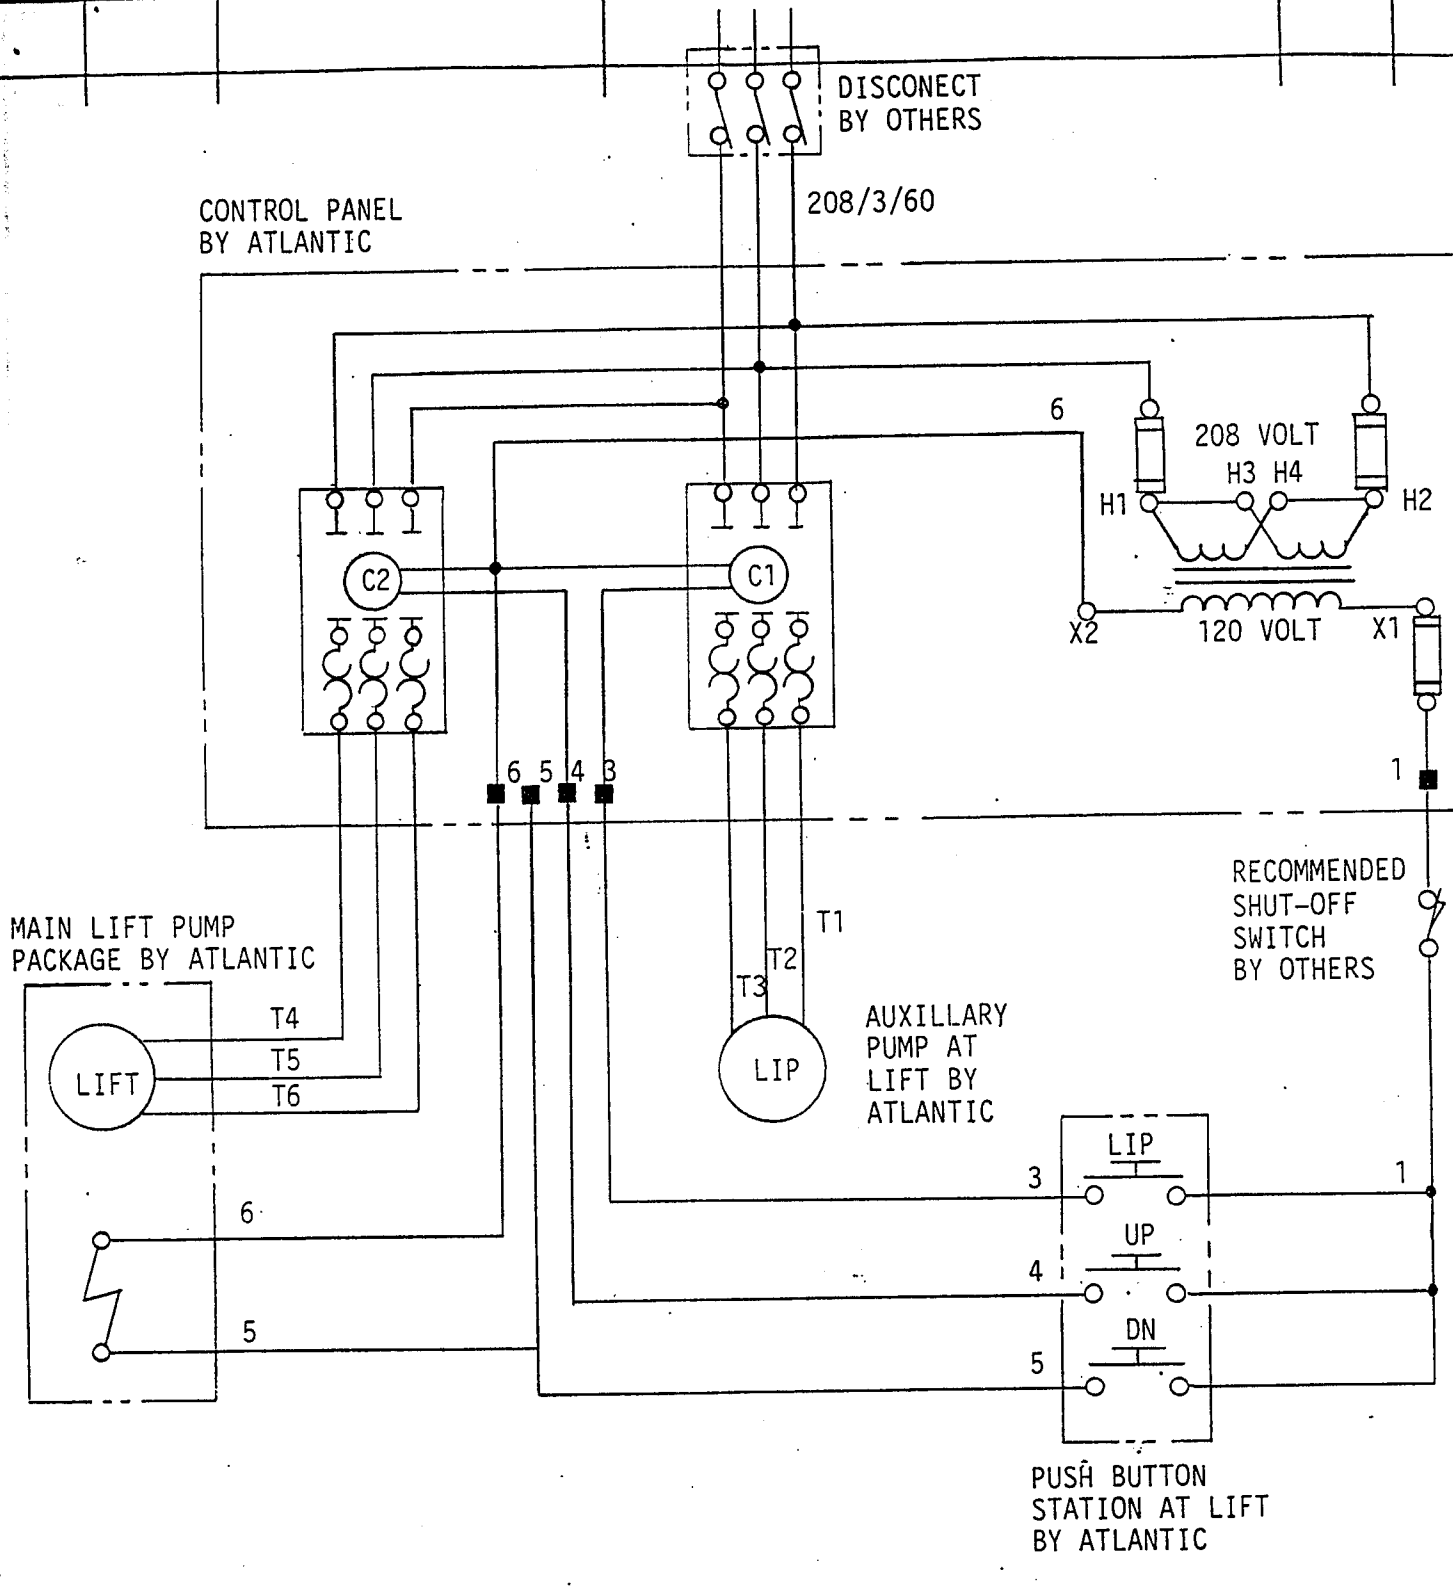 DISCONECT
BY OTHERS
208/3/60
CONTROL PANEL
BY ATLANTIC
6
208 VOLT
H3 H4
H1
H2
C2
C1
X2
120 VOLT
X1
6 5 4 3
1
RECOMMENDED
SHUT-OFF
SWITCH
BY OTHERS
MAIN LIFT PUMP
PACKAGE BY ATLANTIC
T1
T2
T3
T4
T5
T6
LIFT
LIP
AUXILLARY
PUMP AT
LIFT BY
ATLANTIC
LIP
3
1
6
UP
4
DN
5
5
PUSH BUTTON
STATION AT LIFT
BY ATLANTIC